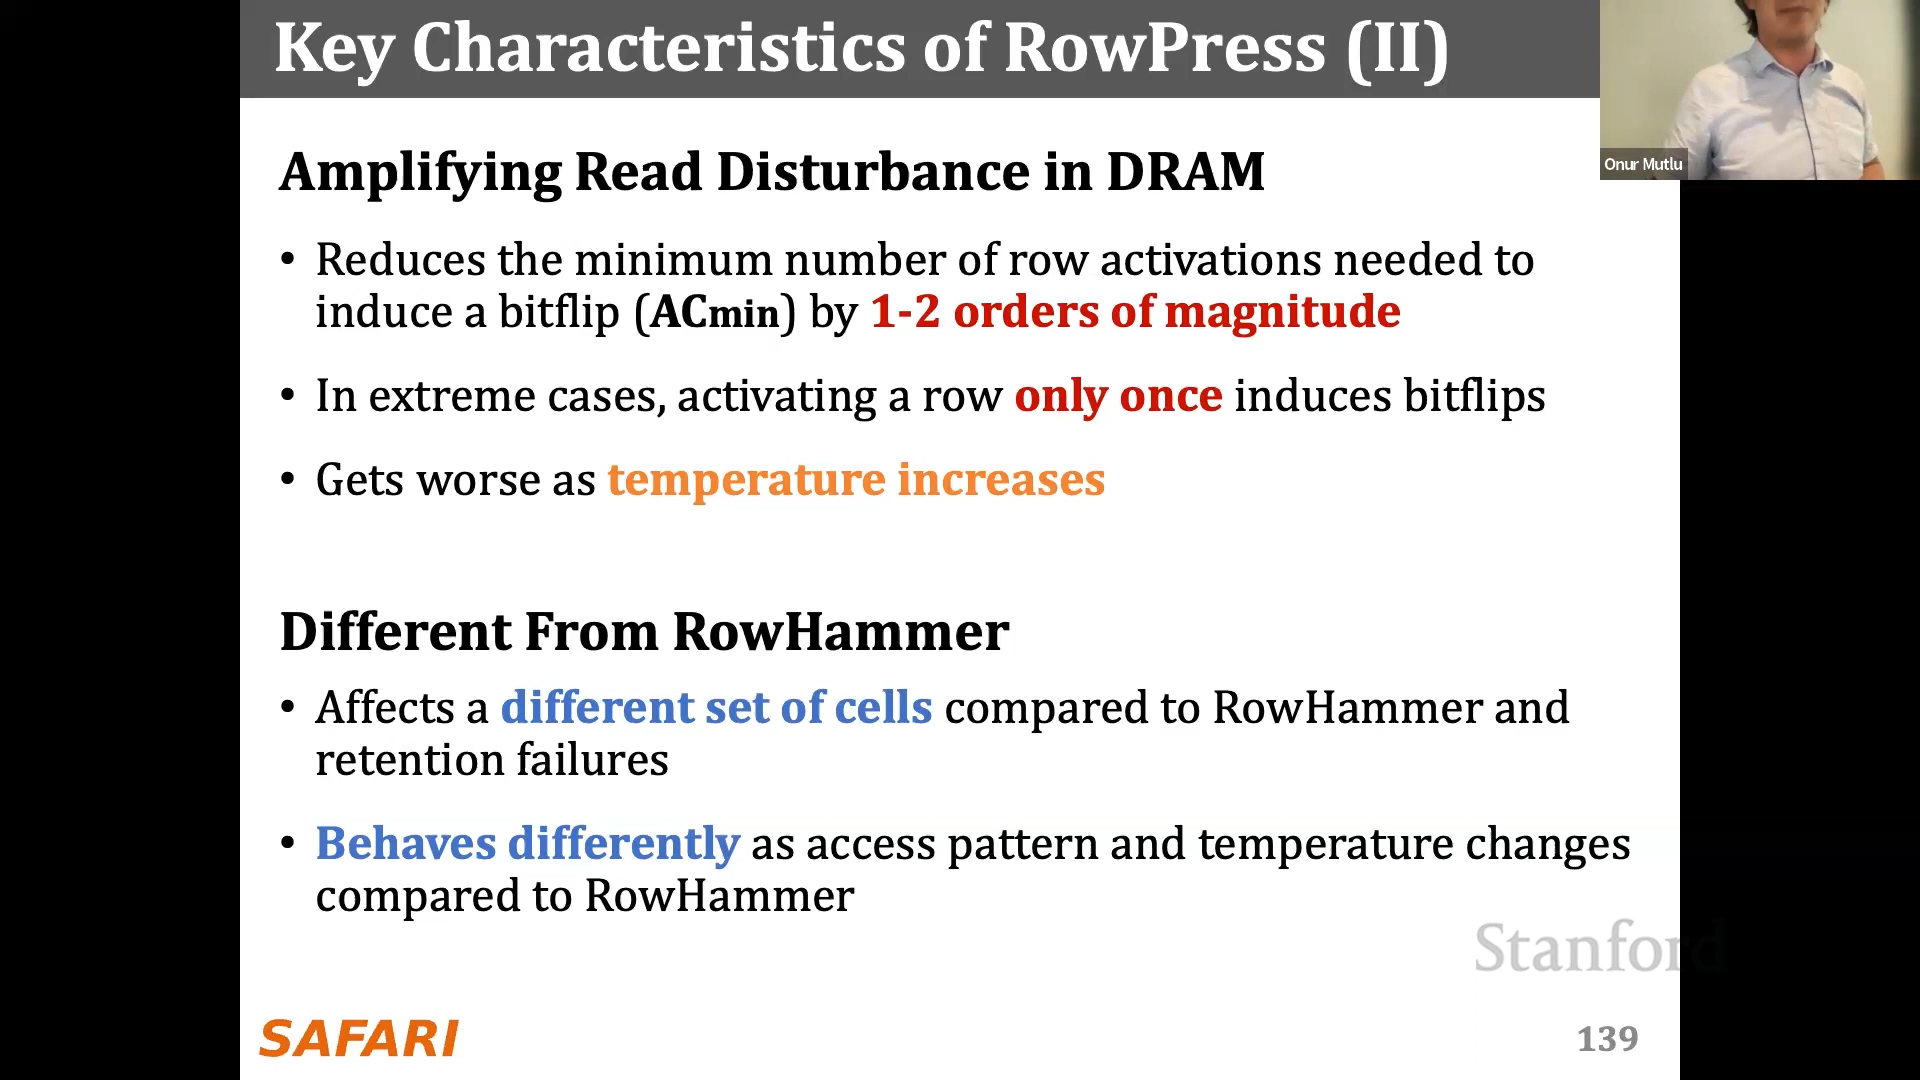 Key Characteristics of RowPress (II)
Onur Mutlu
Amplifying Read Disturbance in DRAM
• Reduces the minimum number of row activations needed to
induce a bitflip (ACmin) by 1-2 orders of magnitude
• In extreme cases, activating a row only once induces bitflips
• Gets worse as temperature increases
Different From RowHammer
• Affects a different set of cells compared to RowHammer and
retention failures
• Behaves differently as access pattern and temperature changes
compared to RowHammer
Stanford
SAFARI
139